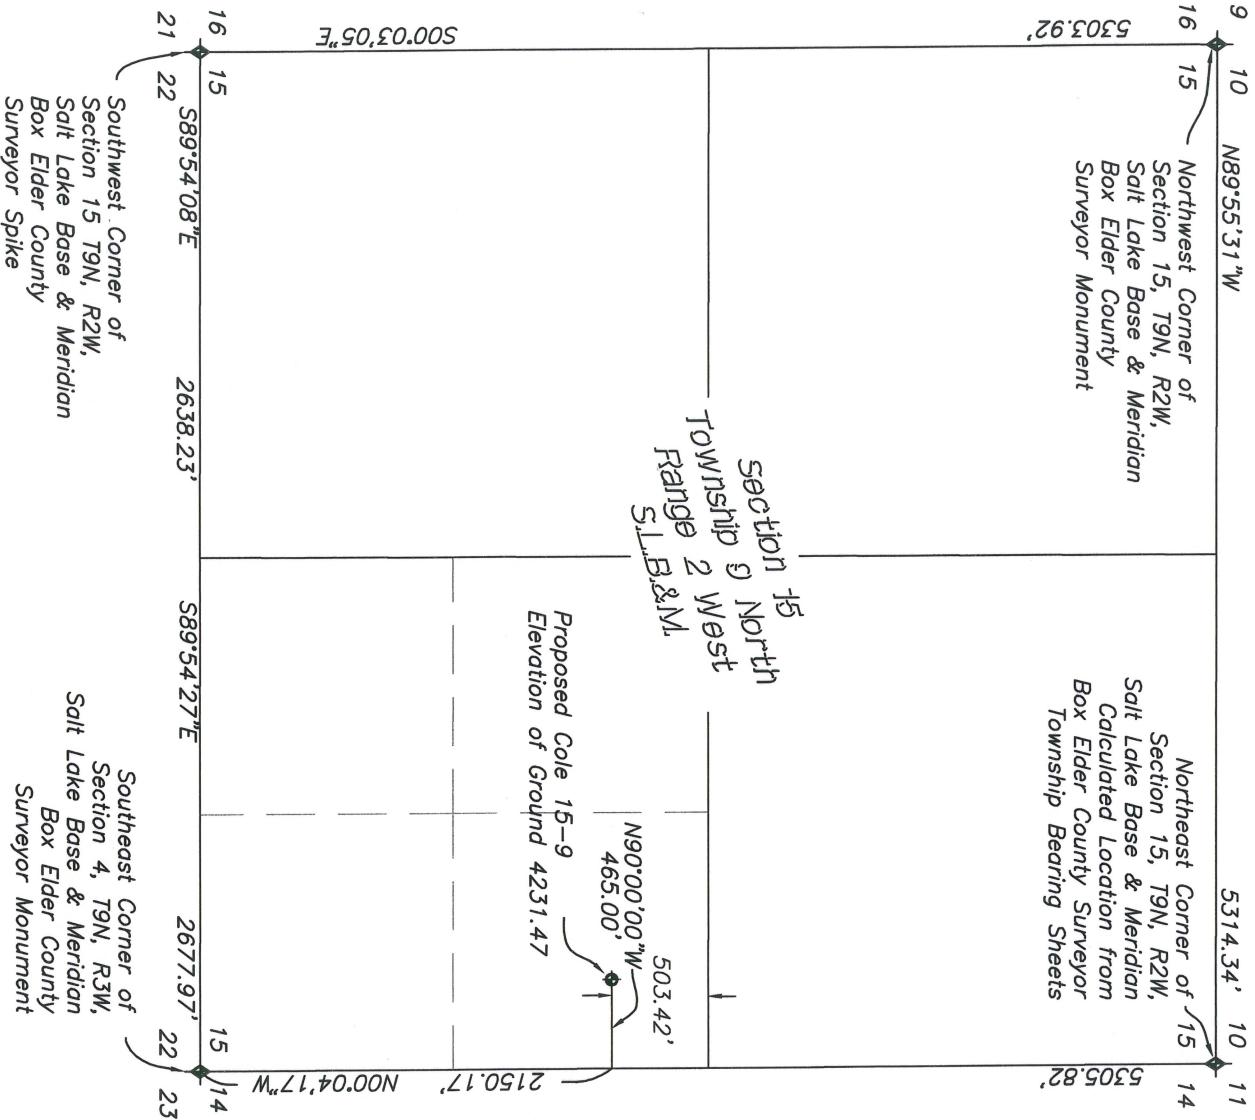 9
10
16
15
N89°55'31"W
5314.34'
10
11
15
14
Northwest Corner of
Section 15, T9N, R2W,
Salt Lake Base & Meridian
Box Elder County
Surveyor Monument
Northeast Corner of
Section 15, T9N, R2W,
Salt Lake Base & Meridian
Calculated Location from
Box Elder County Surveyor
Township Bearing Sheets
5303.92'
S00°03'05"E
5305.82'
Section 15
Township 9 North
Range 2 West
S.L.B.&M.
503.42'
N90°00'00"W
465.00'
Proposed Cole 15-9
Elevation of Ground 4231.47
2150.17'
N00°04'17"W
16
15
21
22
S89°54'08"E
2638.23'
S89°54'27"E
2677.97'
15
14
22
23
Southwest Corner of
Section 15 T9N, R2W,
Salt Lake Base & Meridian
Box Elder County
Surveyor Spike
Southeast Corner of
Section 4, T9N, R3W,
Salt Lake Base & Meridian
Box Elder County
Surveyor Monument